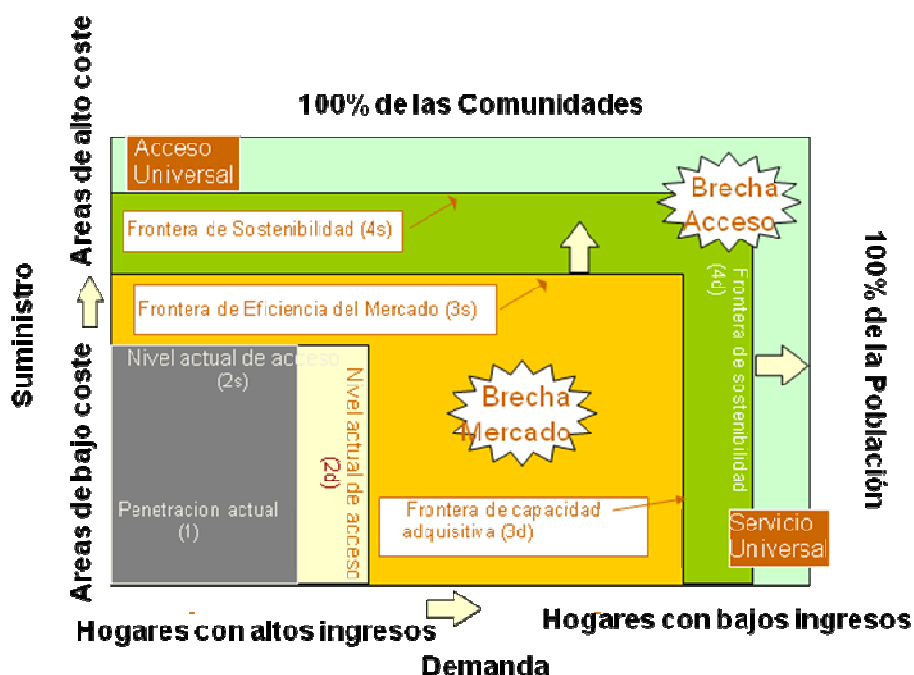 100% de las Comunidades
Areas de alto coste
Acceso
Universal
Brecha
Acceso
Frontera de Sostenibilidad (4s)
Frontera de Eficiencia del Mercado (3s)
Frontera de sostenibilidad
(4d)
100% de la Población
Suministro
Nivel actual de acceso
(2s)
Nivel actual de acceso
(2d)
Brecha
Mercado
Areas de bajo coste
Penetracion actual
(1)
Frontera de capacidad
adquisitiva (3d)
Servicio
Universal
Hogares con altos ingresos
Hogares con bajos ingresos
Demanda